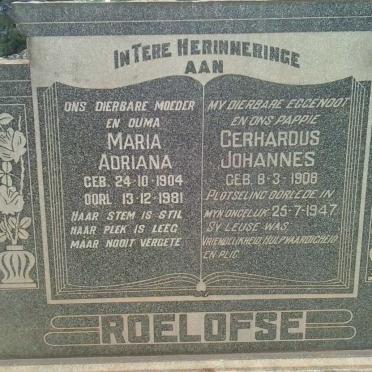 IN TERE HERINNERINGE
AAN
ONS DIERBARE MOEDER
EN OUMA
MARIA
ADRIANA
GEB. 24-10-1904
OORL. 13-12-1981
HAAR STEM IS STIL
HAAR PLEK IS LEEG
MAAR NOOIT VERGETE
MY DIERBARE EGGENOOT
EN ONS PAPPIE
GERHARDUS
JOHANNES
GEB. 8-3-1908
PLOTSELING OORLEDE IN
MYNONGELUK 25-7-1947
SY LEUSE WAS
VRIENDELIKHEID, HULPVAARDIGHEID
EN PLIG
ROELOFSE